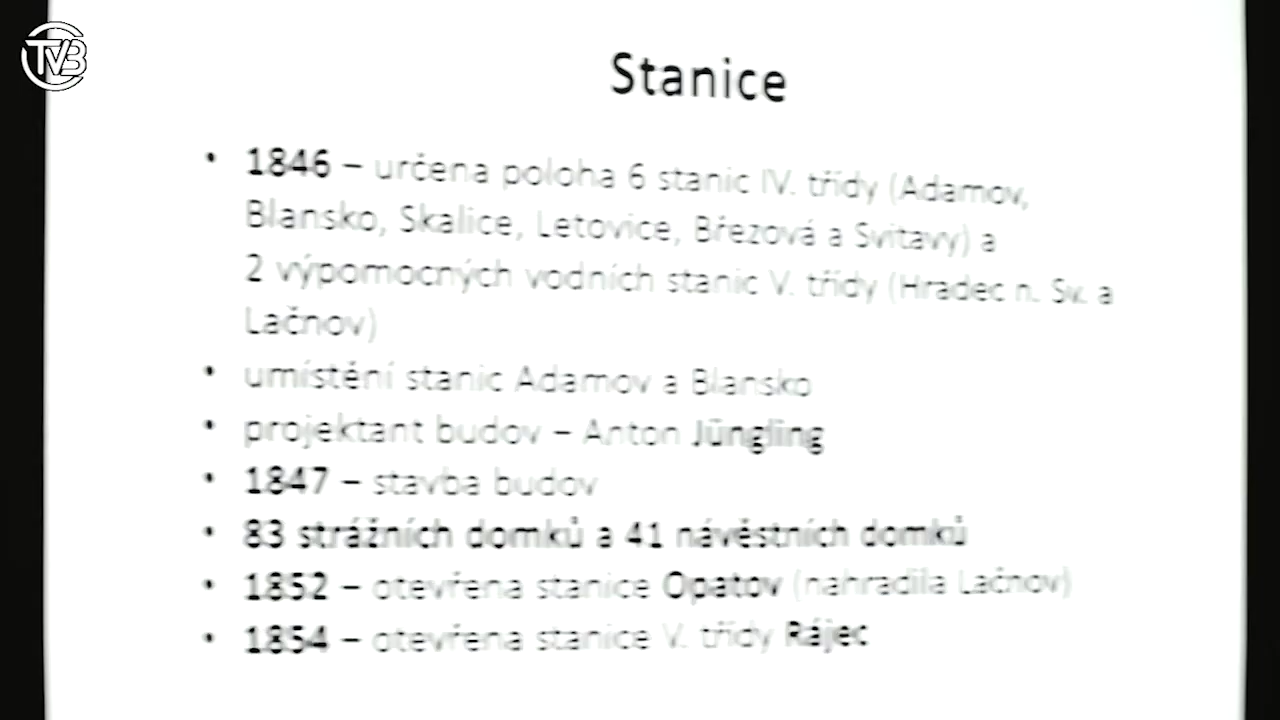 TVB
Stanice
• 1846 – určena poloha 6 stanic IV. třídy (Adamov,
Blansko, Skalice, Letovice, Březová a Svitavy) a
2 výpomocných vodních stanic V. třídy (Hradec n. Sv. a
Lačnov)
• umístění stanic Adamov a Blansko
• projektant budov – Anton Jüngling
• 1847 – stavba budov
• 83 strážních domků a 41 návěstních domků
• 1852 – otevřena stanice Opatov (nahradila Lačnov)
• 1854 – otevřena stanice V. třídy Rájec